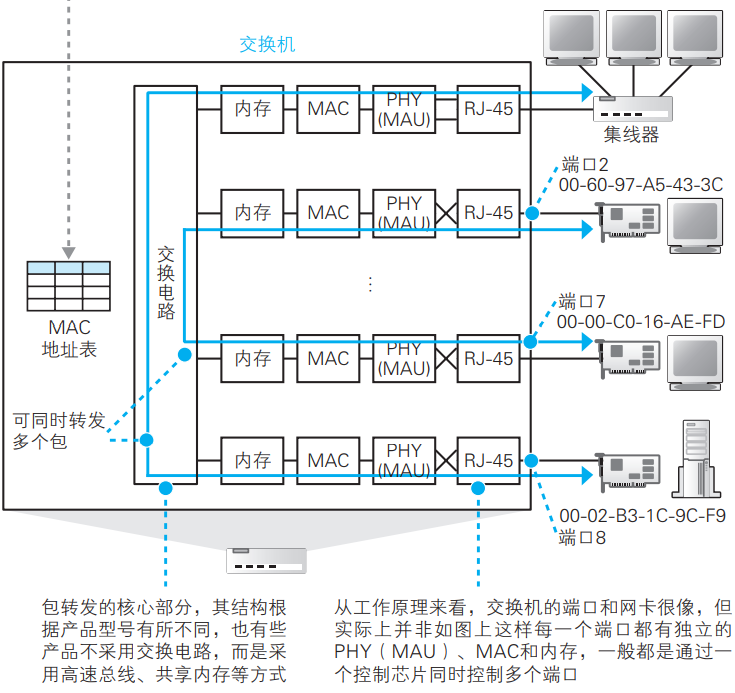 交换机
内存
MAC
PHY
(MAU)
RJ-45
集线器
端口2
00-60-97-A5-43-3C
内存
MAC
PHY
(MAU)
RJ-45
交换电路
…
MAC
地址表
端口7
00-00-C0-16-AE-FD
内存
MAC
PHY
(MAU)
RJ-45
可同时转发
多个包
内存
MAC
PHY
(MAU)
RJ-45
00-02-B3-1C-9C-F9
端口8
包转发的核心部分，其结构根
据产品型号有所不同，也有些
产品不采用交换电路，而是采
用高速总线、共享内存等方式
从工作原理来看，交换机的端口和网卡很像，但
实际上并非如图上这样每一个端口都有独立的
PHY（MAU）、MAC和内存，一般都是通过一
个控制芯片同时控制多个端口